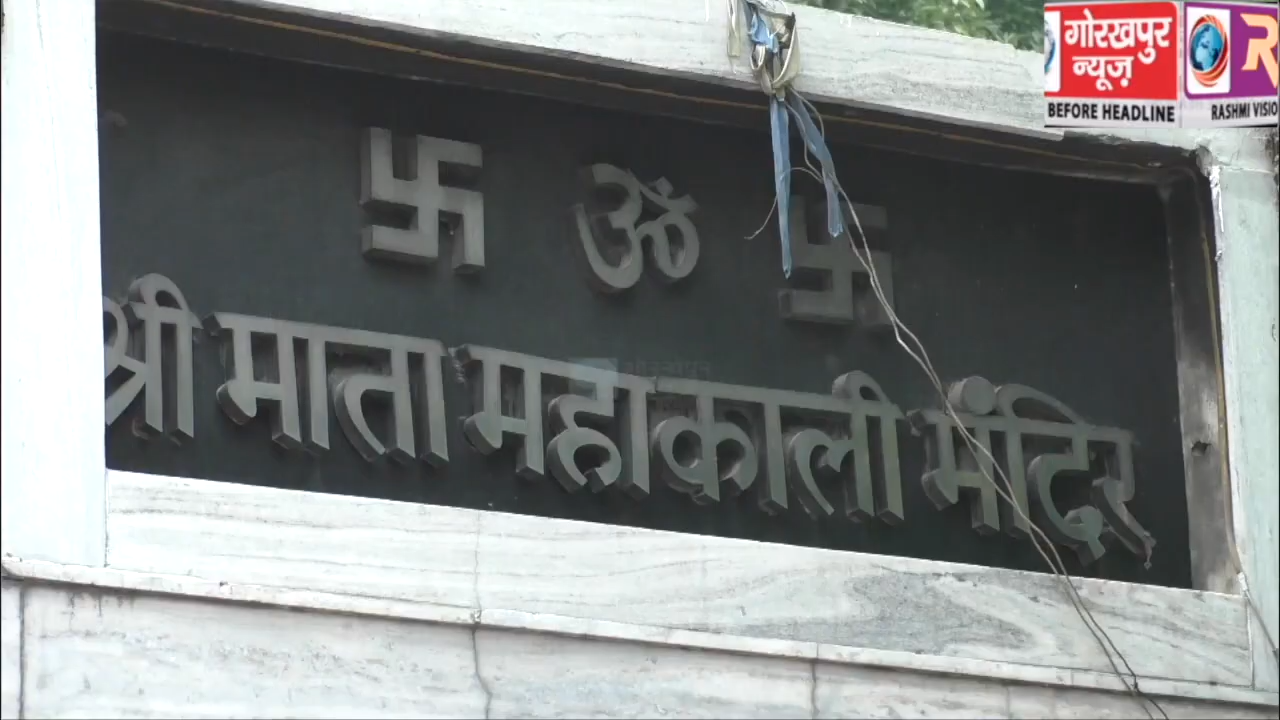 卐 ॐ 卐
श्री माता महाकाली मंदिर
गोरखपुर
न्यूज़
BEFORE HEADLINE
R
RASHMI VISIO